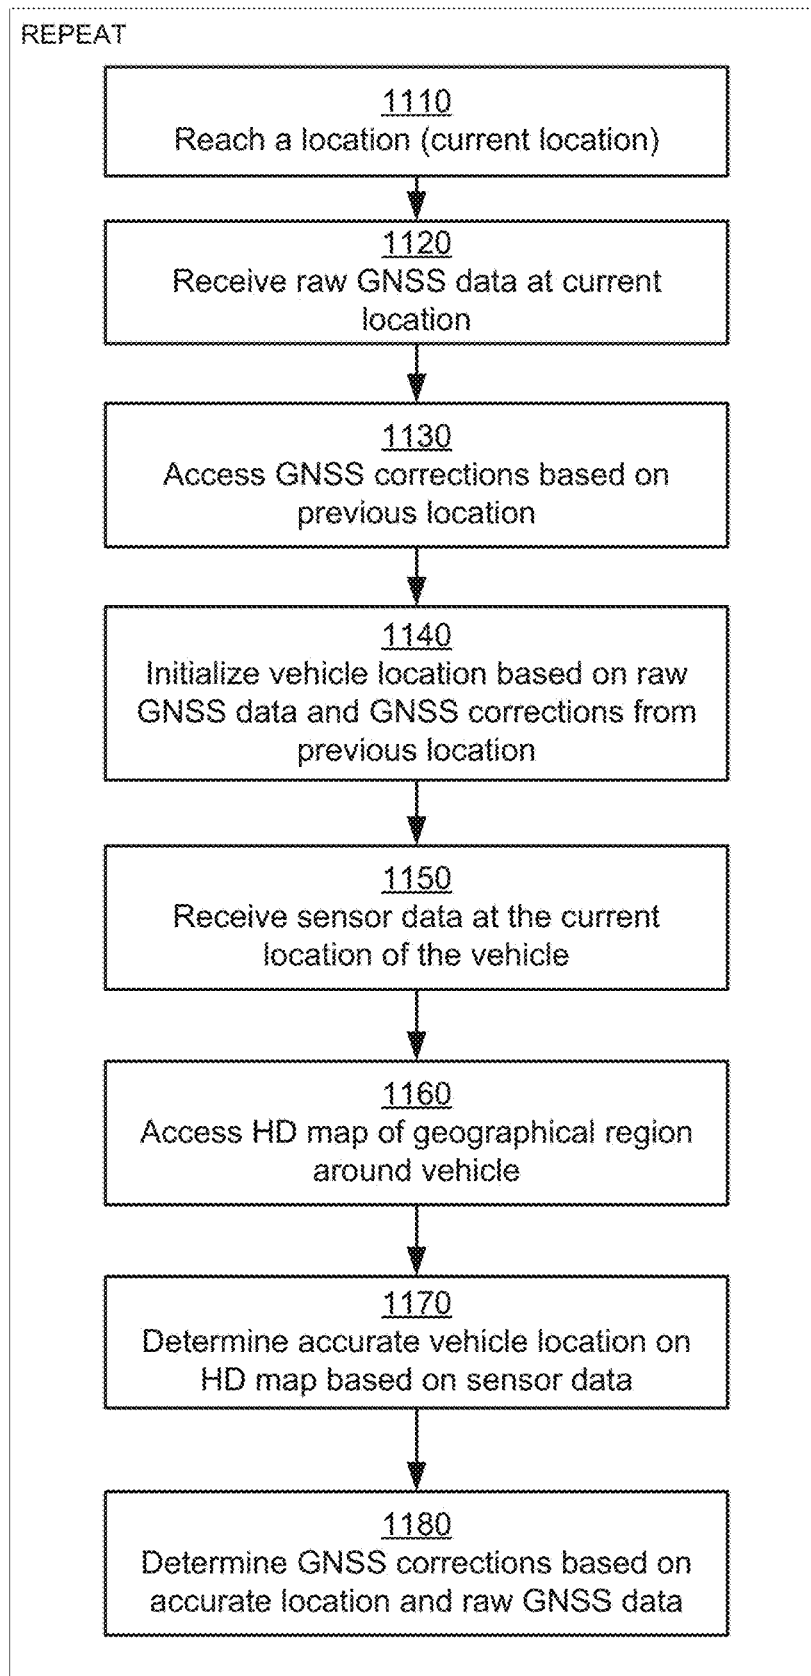 REPEAT
1110
Reach a location (current location)
1120
Receive raw GNSS data at current
location
1130
Access GNSS corrections based on
previous location
1140
Initialize vehicle location based on raw
GNSS data and GNSS corrections from
previous location
1150
Receive sensor data at the current
location of the vehicle
1160
Access HD map of geographical region
around vehicle
1170
Determine accurate vehicle location on
HD map based on sensor data
1180
Determine GNSS corrections based on
accurate location and raw GNSS data